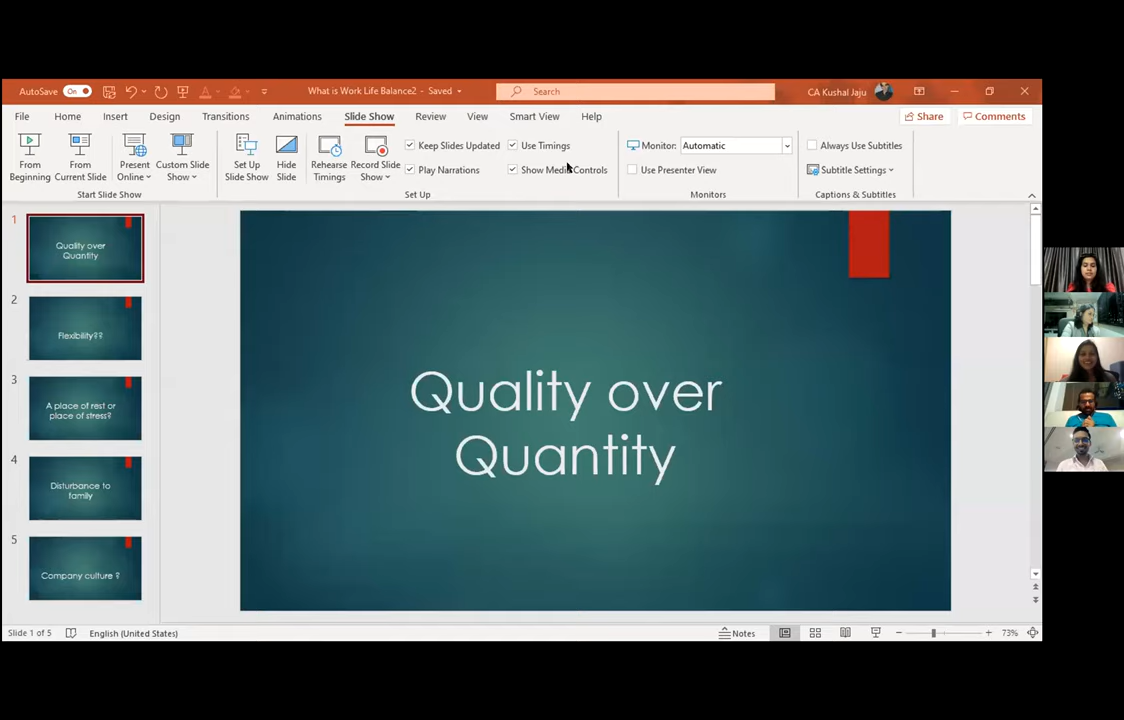 AutoSave On What is Work Life Balance2 - Saved Search CA Kushal Jaju
File Home Insert Design Transitions Animations Slide Show Review View Smart View Help Share Comments
From Beginning
From Current Slide
Present Online
Custom Slide Show
Start Slide Show
Set Up Slide Show
Hide Slide
Rehearse Timings
Record Slide Show
Keep Slides Updated
Play Narrations
Use Timings
Show Media Controls
Set Up
Monitor: Automatic
Use Presenter View
Monitors
Always Use Subtitles
Subtitle Settings
Captions & Subtitles
1
Quality over
Quantity
2
Flexibility??
3
A place of rest or
place of stress?
4
Disturbance to
family
5
Company culture ?
Quality over
Quantity
Slide 1 of 5 English (United States) Notes 73%